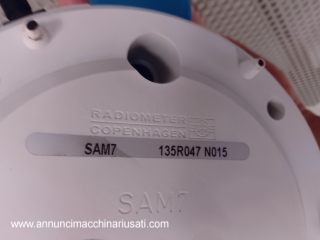 RADIOMETER
COPENHAGEN
SAM7 135R047 N015
SAM7
www.annuncimacchinariusati.com